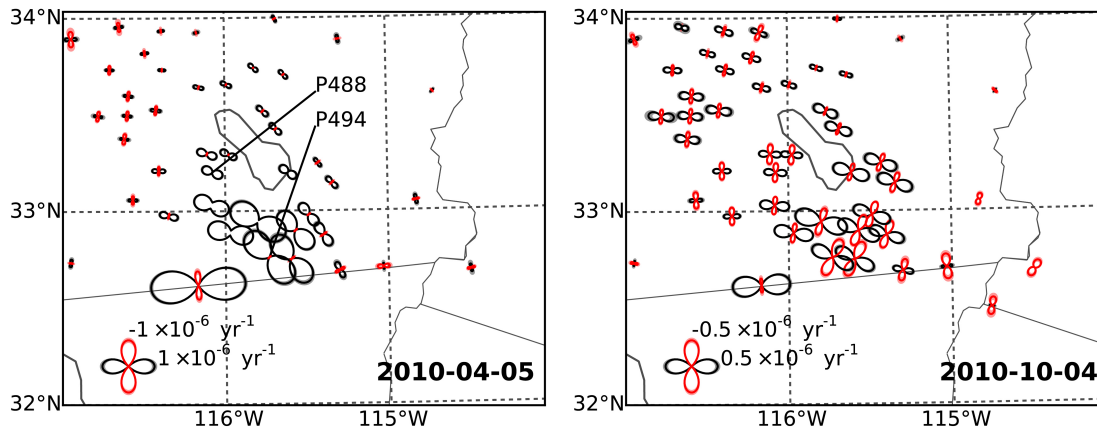 34°N
33°N
32°N
116°W
115°W
P488
P494
-1 ×10⁻⁶ yr⁻¹
1 ×10⁻⁶ yr⁻¹
2010-04-05
34°N
33°N
32°N
116°W
115°W
-0.5 ×10⁻⁶ yr⁻¹
0.5 ×10⁻⁶ yr⁻¹
2010-10-04